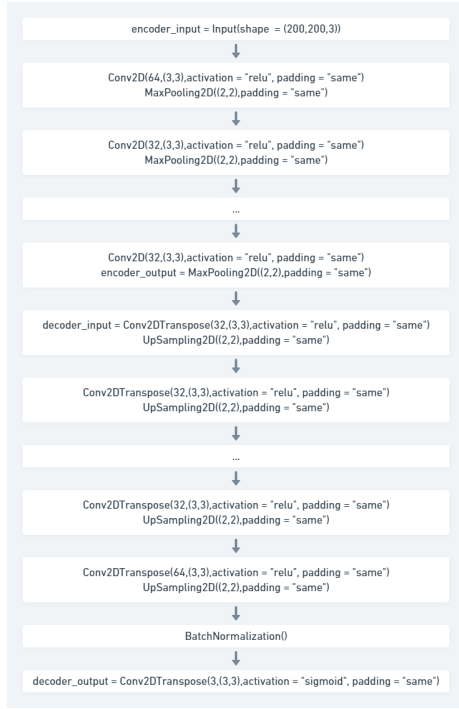 encoder_input = Input(shape = (200,200,3))
Conv2D(64,(3,3),activation = "relu", padding = "same")
MaxPooling2D((2,2),padding = "same")
Conv2D(32,(3,3),activation = "relu", padding = "same")
MaxPooling2D((2,2),padding = "same")
...
Conv2D(32,(3,3),activation = "relu", padding = "same")
encoder_output = MaxPooling2D((2,2),padding = "same")
decoder_input = Conv2DTranspose(32,(3,3),activation = "relu", padding = "same")
UpSampling2D((2,2),padding = "same")
Conv2DTranspose(32,(3,3),activation = "relu", padding = "same")
UpSampling2D((2,2),padding = "same")
...
Conv2DTranspose(32,(3,3),activation = "relu", padding = "same")
UpSampling2D((2,2),padding = "same")
Conv2DTranspose(64,(3,3),activation = "relu", padding = "same")
UpSampling2D((2,2),padding = "same")
BatchNormalization()
decoder_output = Conv2DTranspose(3,(3,3),activation = "sigmoid", padding = "same")